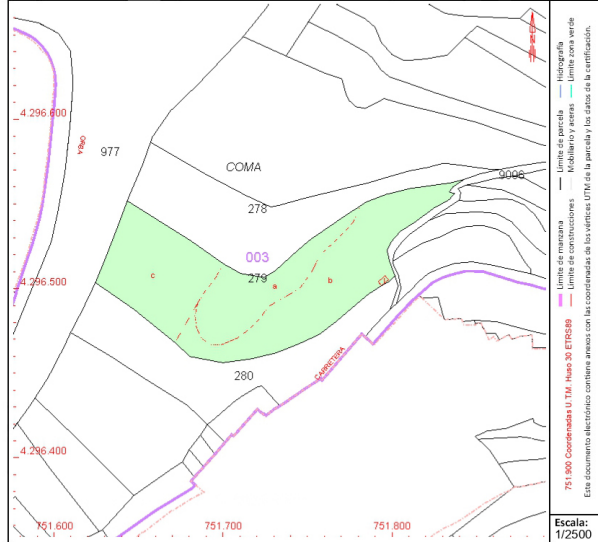 4.296.600
ORBA
977
COMA
9096
278
003
279
4.296.500
c
a
b
280
CARRETERA
4.296.400
751.600
751.700
751.800
Límite de manzana
Límite de parcela
Hidrografía
Límite de construcciones
Mobiliario y aceras
Límite zona verde
751.900 Coordenadas U.T.M. Huso 30 ETRS89
Este documento electrónico contiene anexos con las coordenadas de los vértices UTM de la parcela y los datos de la certificación.
Escala:
1/2500